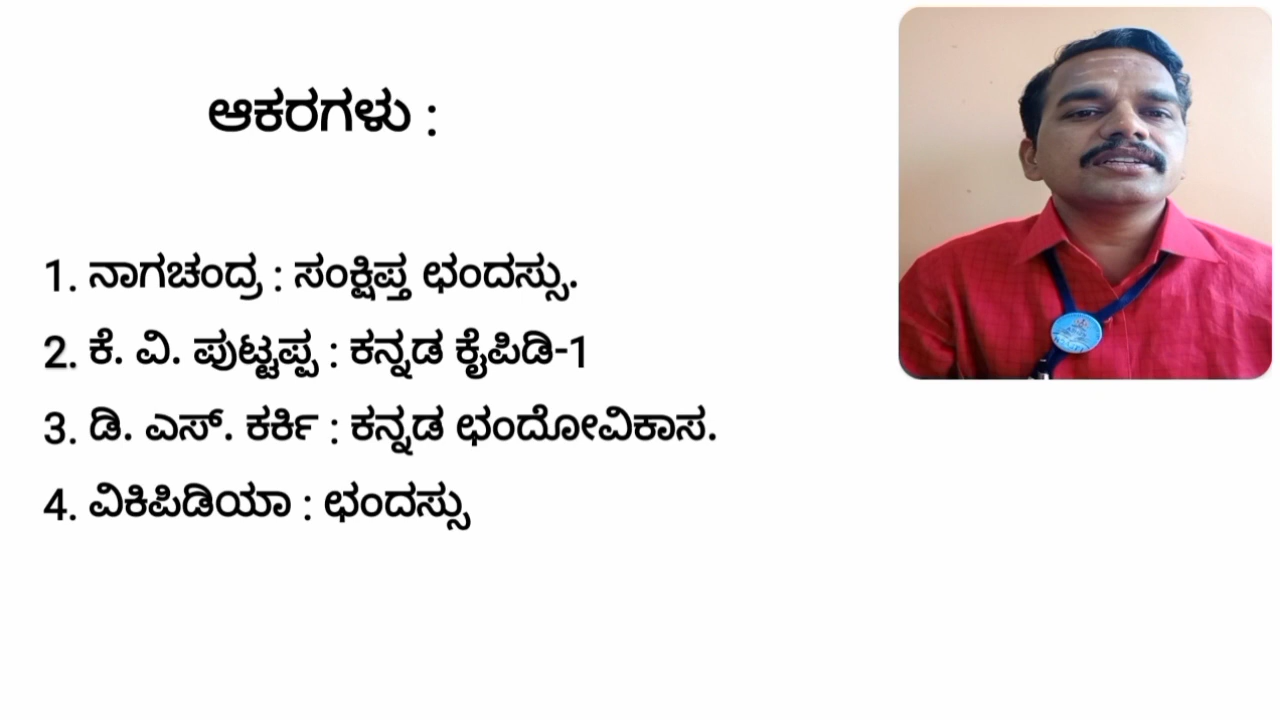 ಆಕರಗಳು :
1. ನಾಗಚಂದ್ರ : ಸಂಕ್ಷಿಪ್ತ ಛಂದಸ್ಸು.
2. ಕೆ. ವಿ. ಪುಟ್ಟಪ್ಪ : ಕನ್ನಡ ಕೈಪಿಡಿ-1
3. ಡಿ. ಎಸ್. ಕರ್ಕಿ : ಕನ್ನಡ ಛಂದೋವಿಕಾಸ.
4. ವಿಕಿಪಿಡಿಯಾ : ಛಂದಸ್ಸು